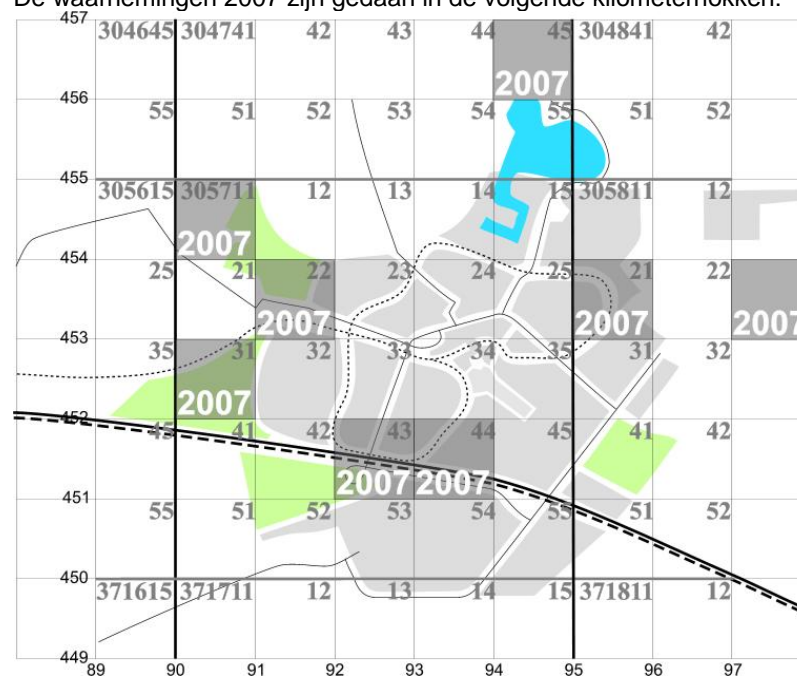 De waarnemingen 2007 zijn gedaan in de volgende kilometerhokken:
457 304645 304741 42 43 44 45 304841 42
2007
456
55 51 52 53 54 55 51 52
455
305615 305711 12 13 14 15 305811 12
2007
454
25 21 22 23 24 25 21 22
2007 2007 2007
453
35 31 32 33 34 35 31 32
2007
452
45 41 42 43 44 45 41 42
2007 2007
451
55 51 52 53 54 55 51 52
450
371615 371711 12 13 14 15 371811 12
449
89 90 91 92 93 94 95 96 97